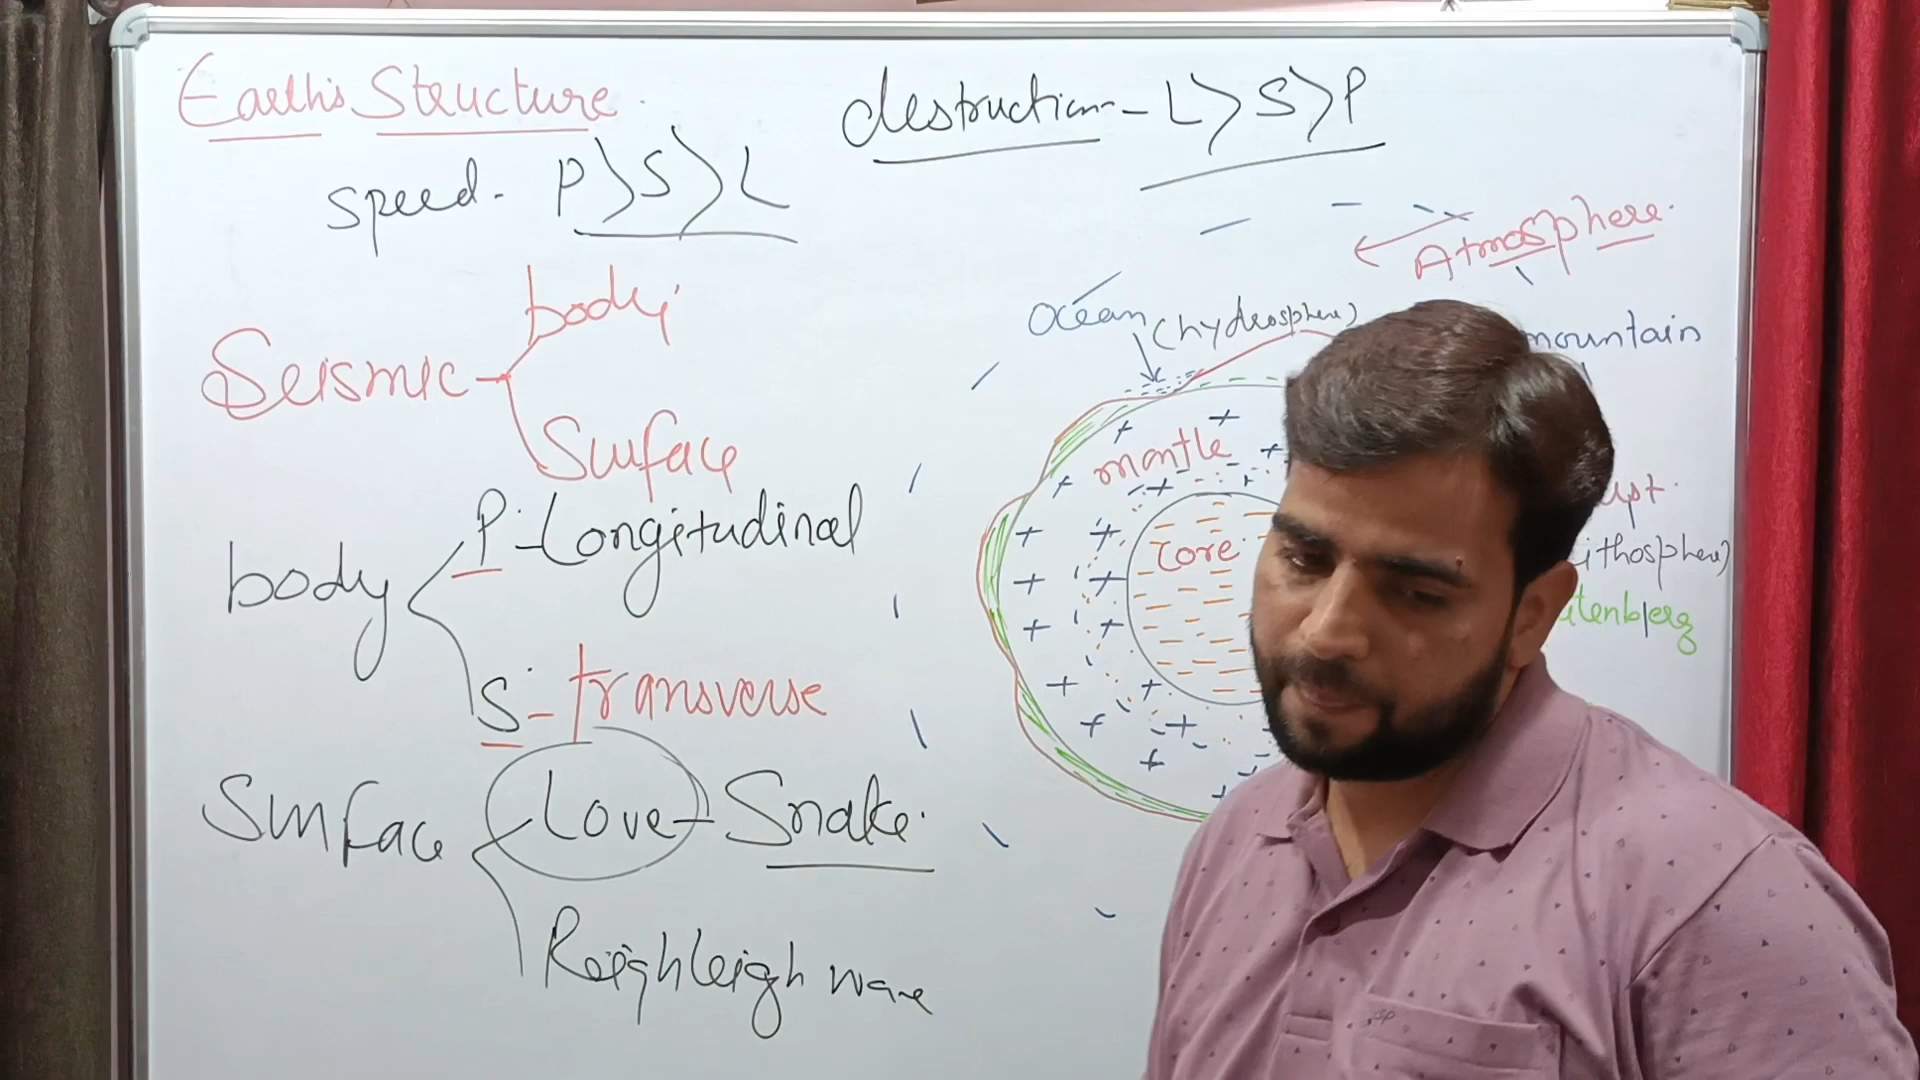 Earth's Structure
destruction - L > S > P
speed - P > S > L
Atmosphere
Ocean (hydrosphere)
mountain
Seismic
body
Surface
mantle
core
body
P - Longitudinal
S - transverse
Surface
Love - Snake
Reighleigh wave